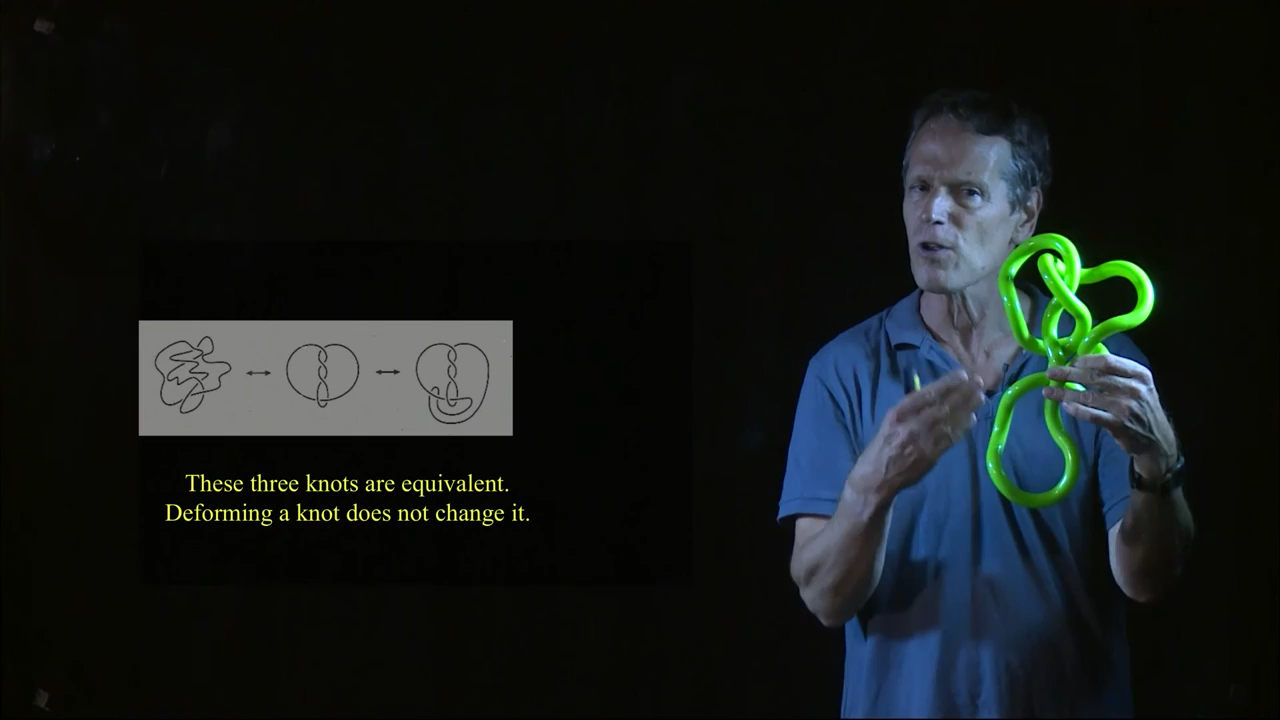 These three knots are equivalent.
Deforming a knot does not change it.